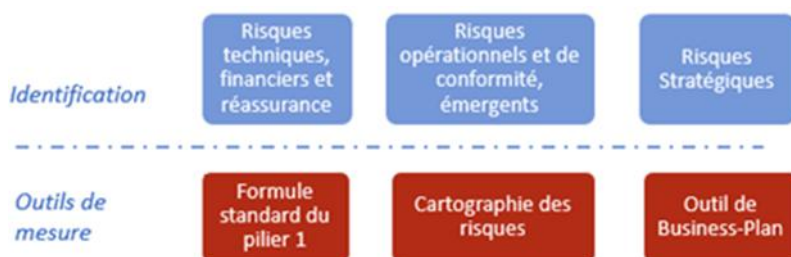 Identification
Risques
techniques,
financiers et
réassurance
Risques
opérationnels et de
conformité,
émergents
Risques
Stratégiques
Outils de
mesure
Formule
standard du
pilier 1
Cartographie des
risques
Outil de
Business-Plan